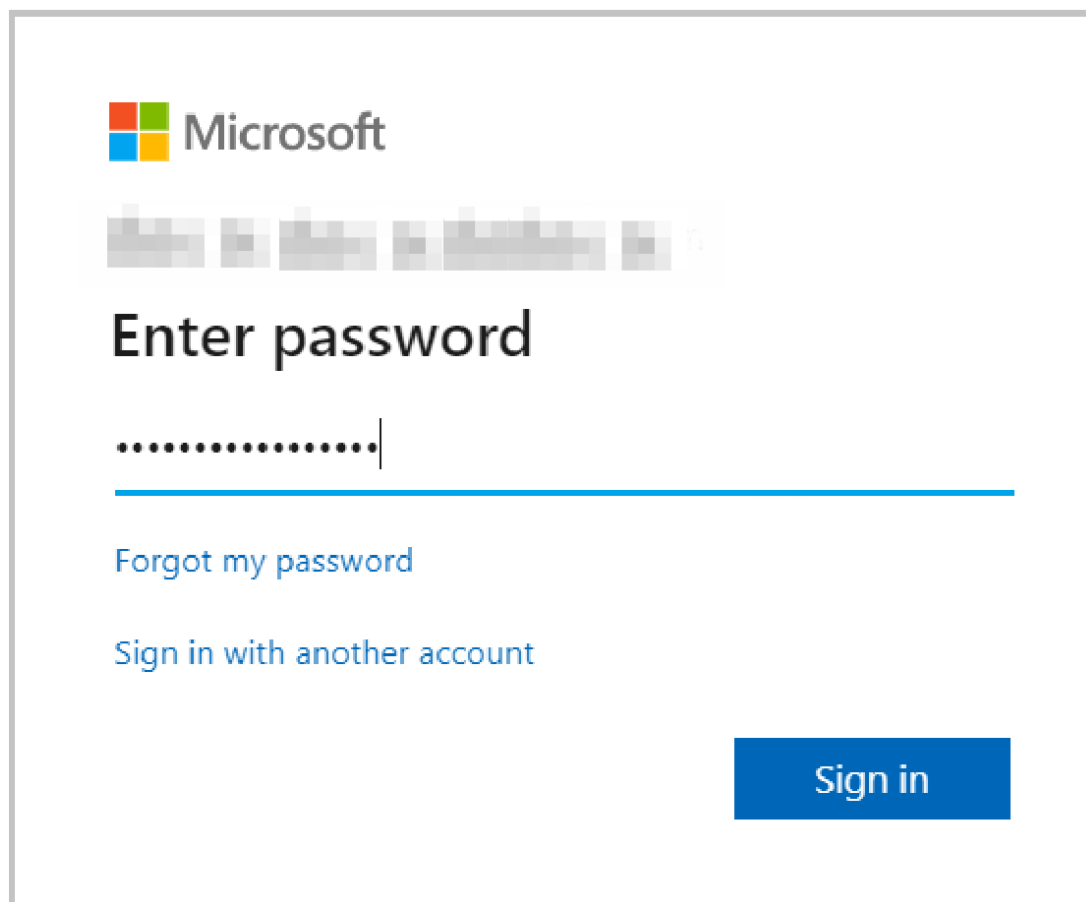 Microsoft
Enter password
•••••••••••••••••
Forgot my password
Sign in with another account
Sign in